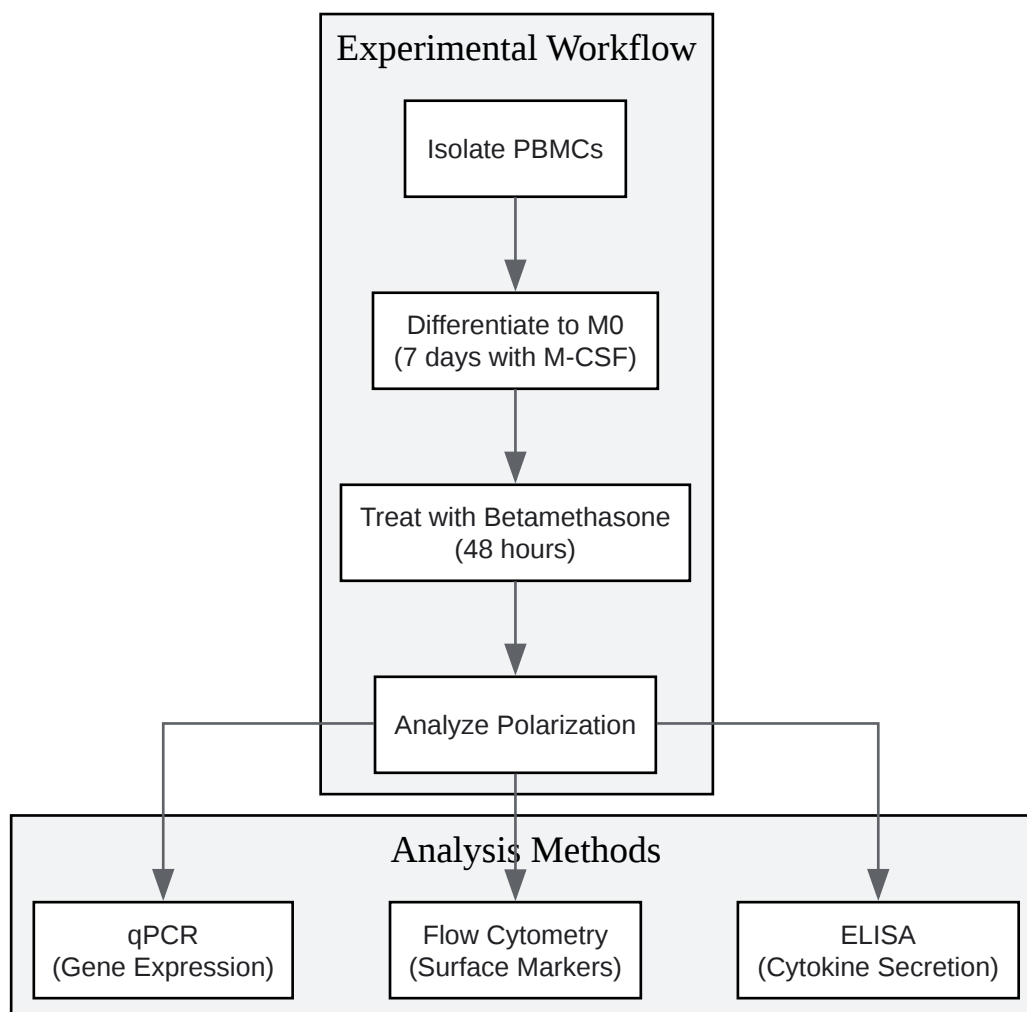 Experimental Workflow
Isolate PBMCs
Differentiate to M0
(7 days with M-CSF)
Treat with Betamethasone
(48 hours)
Analyze Polarization
Analysis Methods
qPCR
(Gene Expression)
Flow Cytometry
(Surface Markers)
ELISA
(Cytokine Secretion)